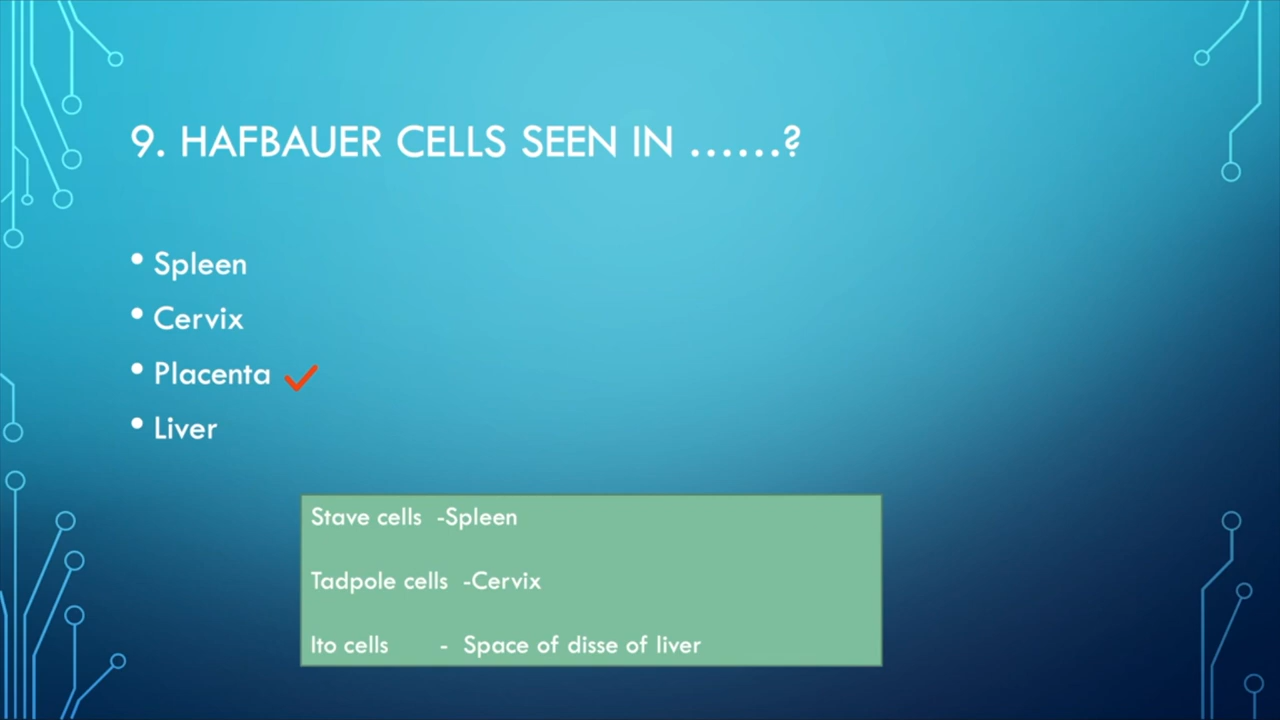 9. HAFBAUER CELLS SEEN IN ......?
• Spleen
• Cervix
• Placenta ✓
• Liver
Stave cells -Spleen
Tadpole cells -Cervix
Ito cells - Space of disse of liver